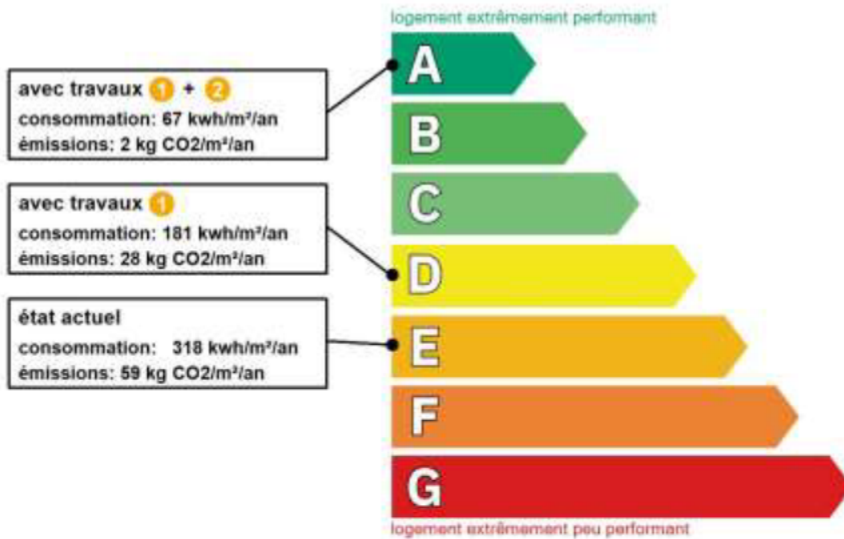 logement extrêmement performant
A
avec travaux 1 + 2
consommation: 67 kwh/m²/an
émissions: 2 kg CO2/m²/an
B
C
avec travaux 1
consommation: 181 kwh/m²/an
émissions: 28 kg CO2/m²/an
D
état actuel
consommation: 318 kwh/m²/an
émissions: 59 kg CO2/m²/an
E
F
G
logement extrêmement peu performant